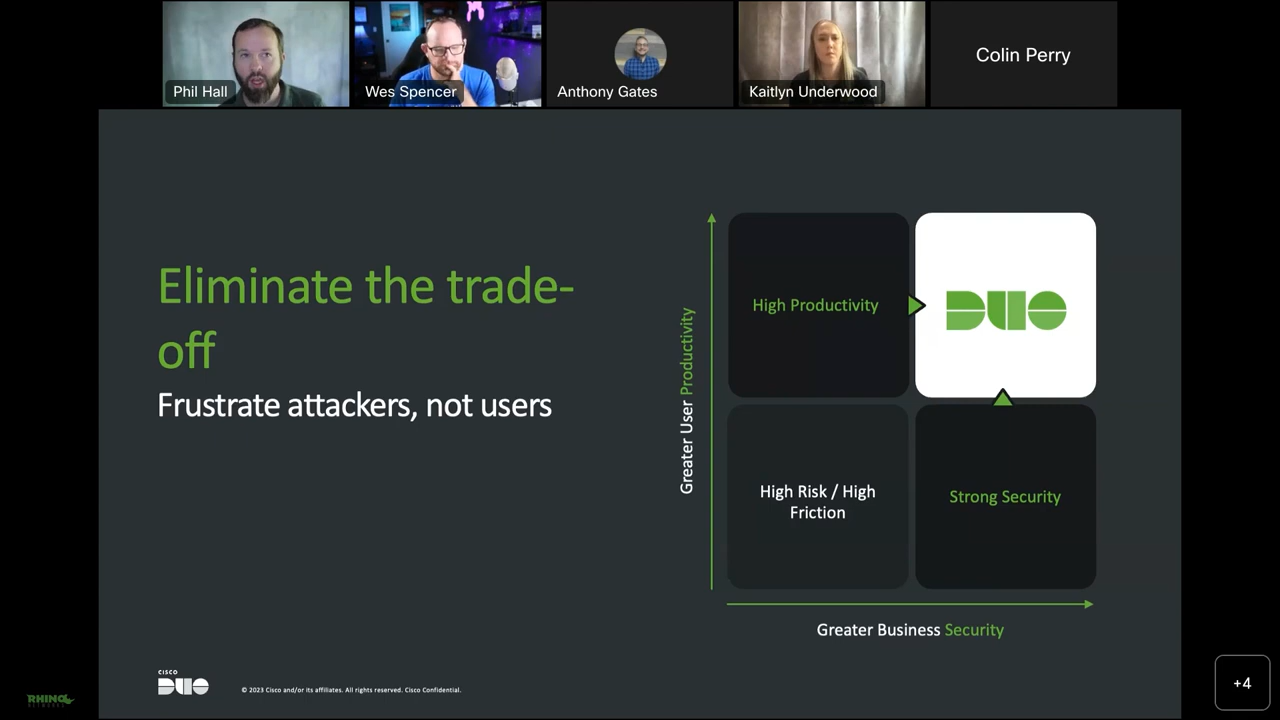 Phil Hall
Wes Spencer
Anthony Gates
Kaitlyn Underwood
Colin Perry
Eliminate the trade-
off
Frustrate attackers, not users
Greater User Productivity
High Productivity
DUO
High Risk / High
Friction
Strong Security
Greater Business Security
CISCO
DUO
© 2023 Cisco and/or its affiliates. All rights reserved. Cisco Confidential.
RHINO
NETWORKS
+4